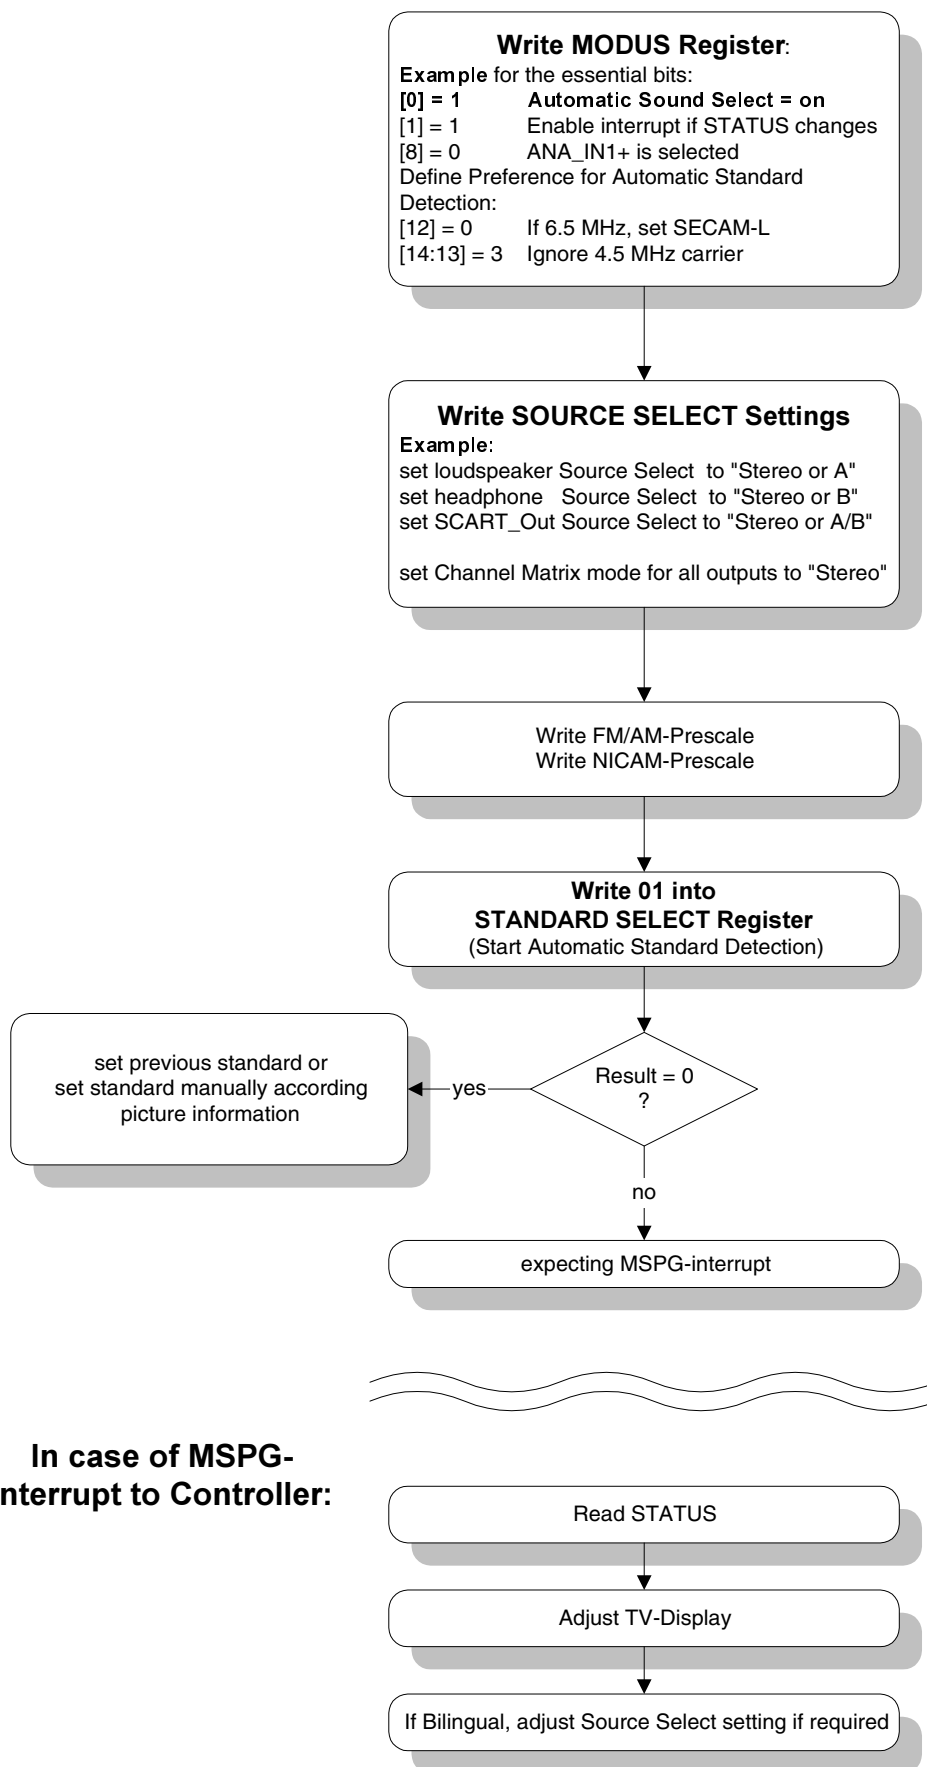 Write MODUS Register:
Example for the essential bits:
[0] = 1 Automatic Sound Select = on
[1] = 1 Enable interrupt if STATUS changes
[8] = 0 ANA_IN1+ is selected
Define Preference for Automatic Standard
Detection:
[12] = 0 If 6.5 MHz, set SECAM-L
[14:13] = 3 Ignore 4.5 MHz carrier
Write SOURCE SELECT Settings
Example:
set loudspeaker Source Select to "Stereo or A"
set headphone Source Select to "Stereo or B"
set SCART_Out Source Select to "Stereo or A/B"
set Channel Matrix mode for all outputs to "Stereo"
Write FM/AM-Prescale
Write NICAM-Prescale
Write 01 into
STANDARD SELECT Register
(Start Automatic Standard Detection)
set previous standard or
set standard manually according
picture information
yes
Result = 0
?
no
expecting MSPG-interrupt
In case of MSPG-
nterrupt to Controller:
Read STATUS
Adjust TV-Display
If Bilingual, adjust Source Select setting if required